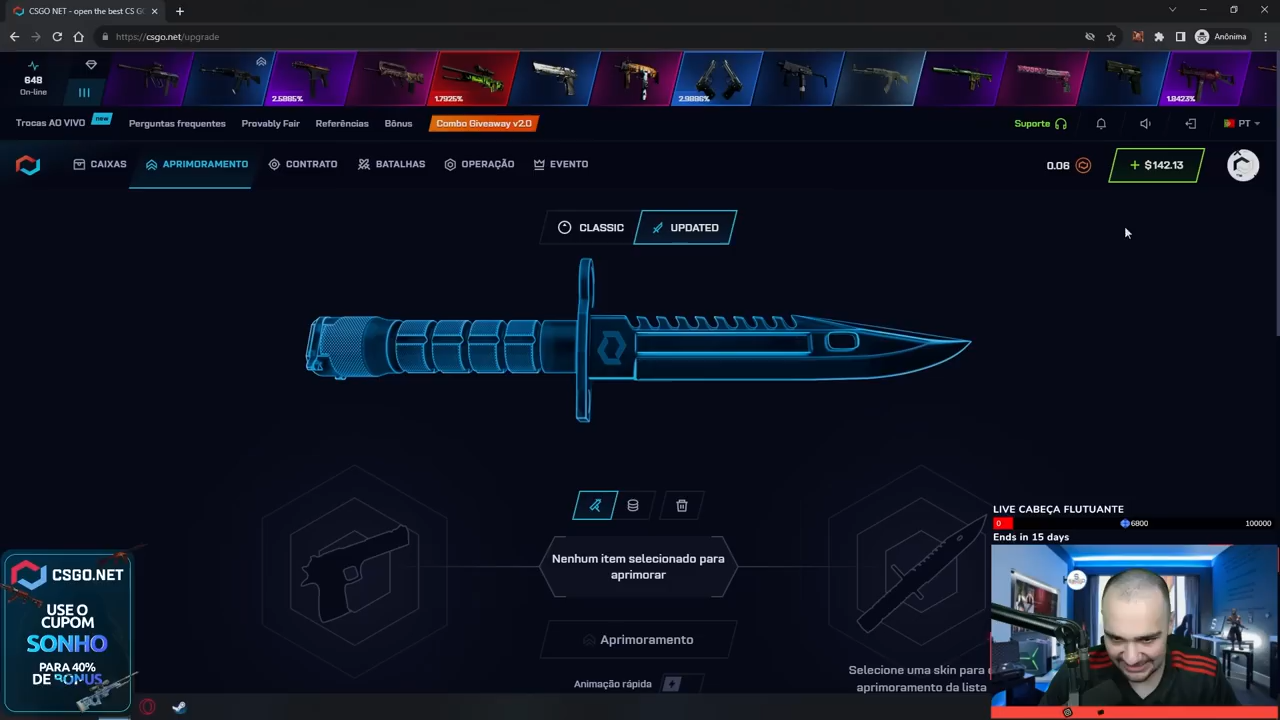 CSGO NET - open the best CS G
https://csgo.net/upgrade
Anônima
648
On-line
2.5885%
1.7925%
2.9896%
1.8423%
Trocas AO VIVO
new
Perguntas frequentes
Provably Fair
Referências
Bônus
Combo Giveaway v2.0
Suporte
PT
CAIXAS
APRIMORAMENTO
CONTRATO
BATALHAS
OPERAÇÃO
EVENTO
0.06
+ $142.13
CLASSIC
UPDATED
Nenhum item selecionado para
aprimorar
Aprimoramento
Animação rápida
Selecione uma skin para
aprimoramento da lista
LIVE CABEÇA FLUTUANTE
0
6800
100000
Ends in 15 days
CSGO.NET
USE O
CUPOM
SONHO
PARA 40%
DE BÔNUS